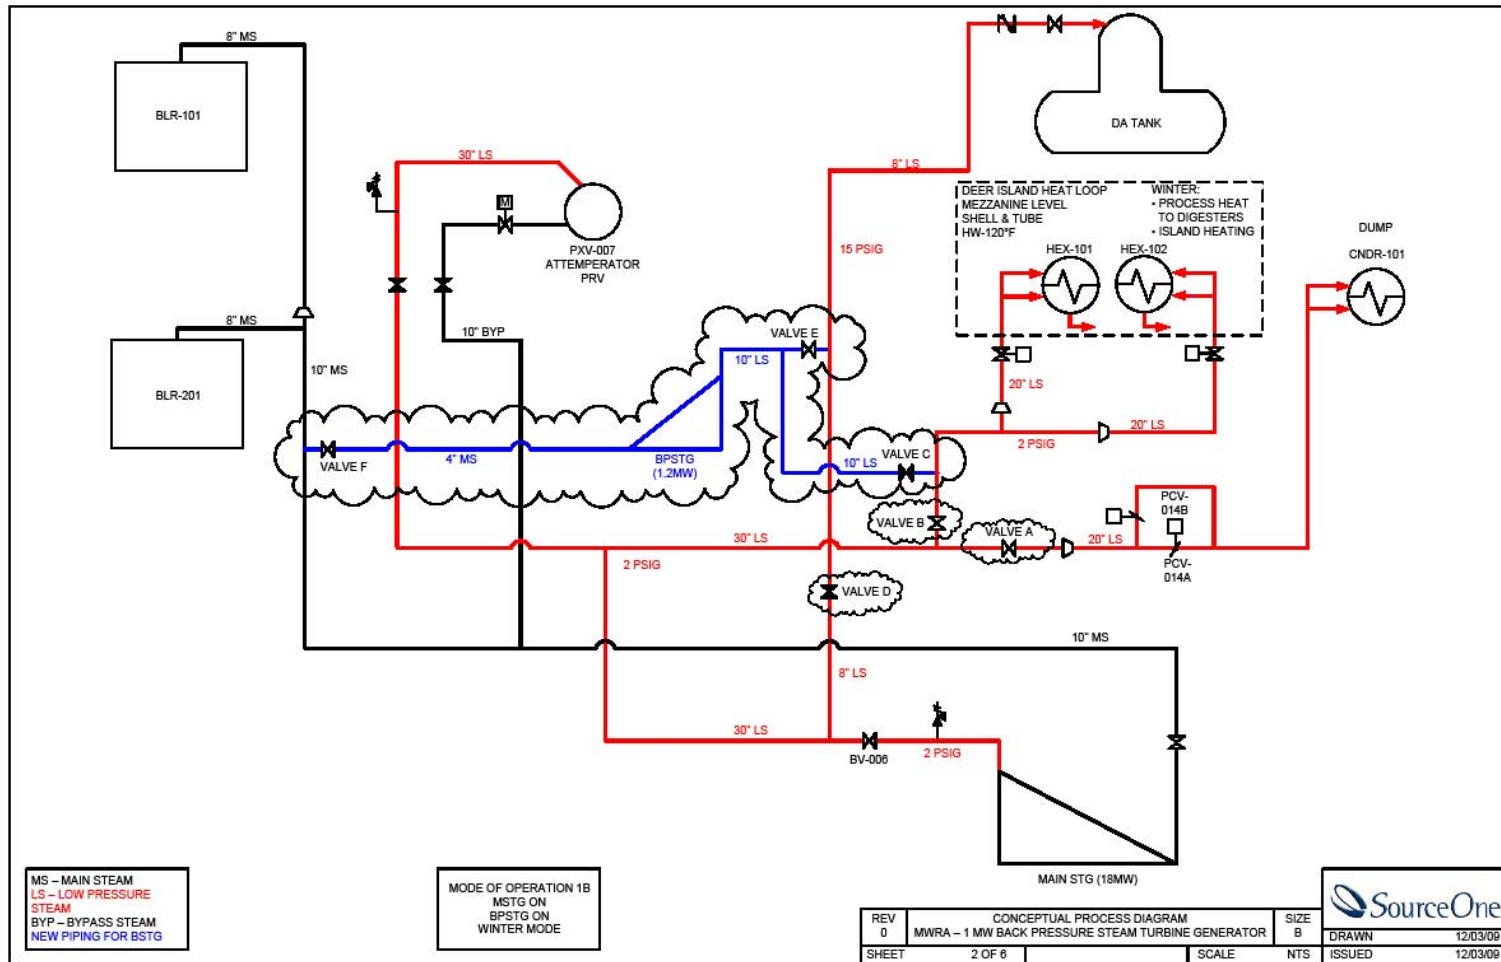 8" MS
BLR-101
30" LS
M
PXV-007
ATTEMPERATOR
PRV
DA TANK
6" LS
DEER ISLAND HEAT LOOP
MEZZANINE LEVEL
SHELL & TUBE
HW-120°F
WINTER:
• PROCESS HEAT
TO DIGESTERS
• ISLAND HEATING
HEX-101
HEX-102
DUMP
CNDR-101
15 PSIG
8" MS
10" BYP
VALVE E
10" LS
10" MS
BLR-201
20" LS
2 PSIG
20" LS
VALVE F
4" MS
BPSTG
(1.2MW)
10" LS
VALVE C
VALVE B
VALVE A
30" LS
2 PSIG
20" LS
PCV-
014B
PCV-
014A
VALVE D
10" MS
8" LS
30" LS
BV-006
2 PSIG
MAIN STG (18MW)
MS – MAIN STEAM
LS – LOW PRESSURE
STEAM
BYP – BYPASS STEAM
NEW PIPING FOR BSTG
MODE OF OPERATION 1B
MSTG ON
BPSTG ON
WINTER MODE
REV
0
CONCEPTUAL PROCESS DIAGRAM
MWRA – 1 MW BACK PRESSURE STEAM TURBINE GENERATOR
SIZE
B
SHEET 2 OF 6
SCALE NTS
SourceOne
DRAWN 12/03/09
ISSUED 12/03/09